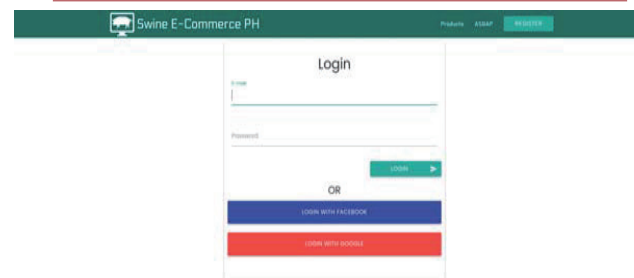 Swine E-Commerce PH
Products ASBAP REGISTER
Login
E-mail
Password
LOGIN
OR
LOGIN WITH FACEBOOK
LOGIN WITH GOOGLE